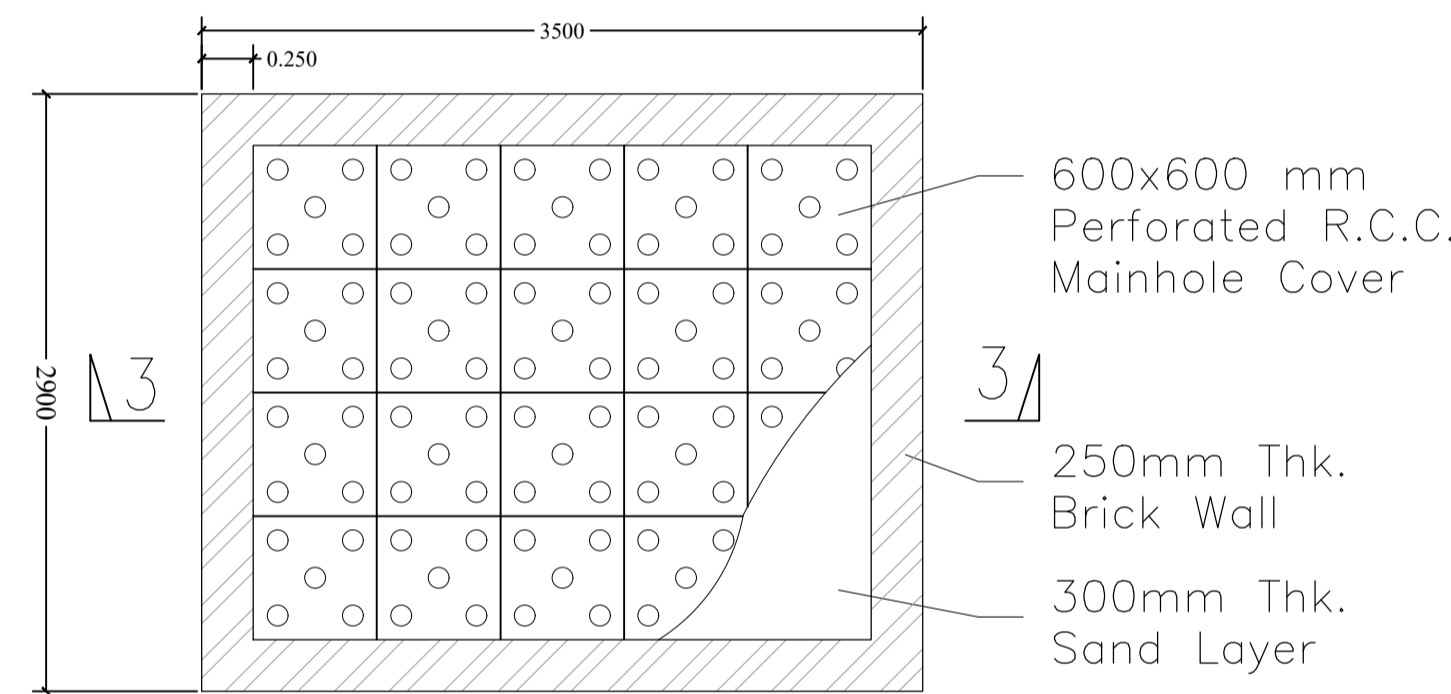 3500
0.250
600x600 mm
Perforated R.C.C.
Mainhole Cover
2900
3
3
250mm Thk.
Brick Wall
300mm Thk.
Sand Layer